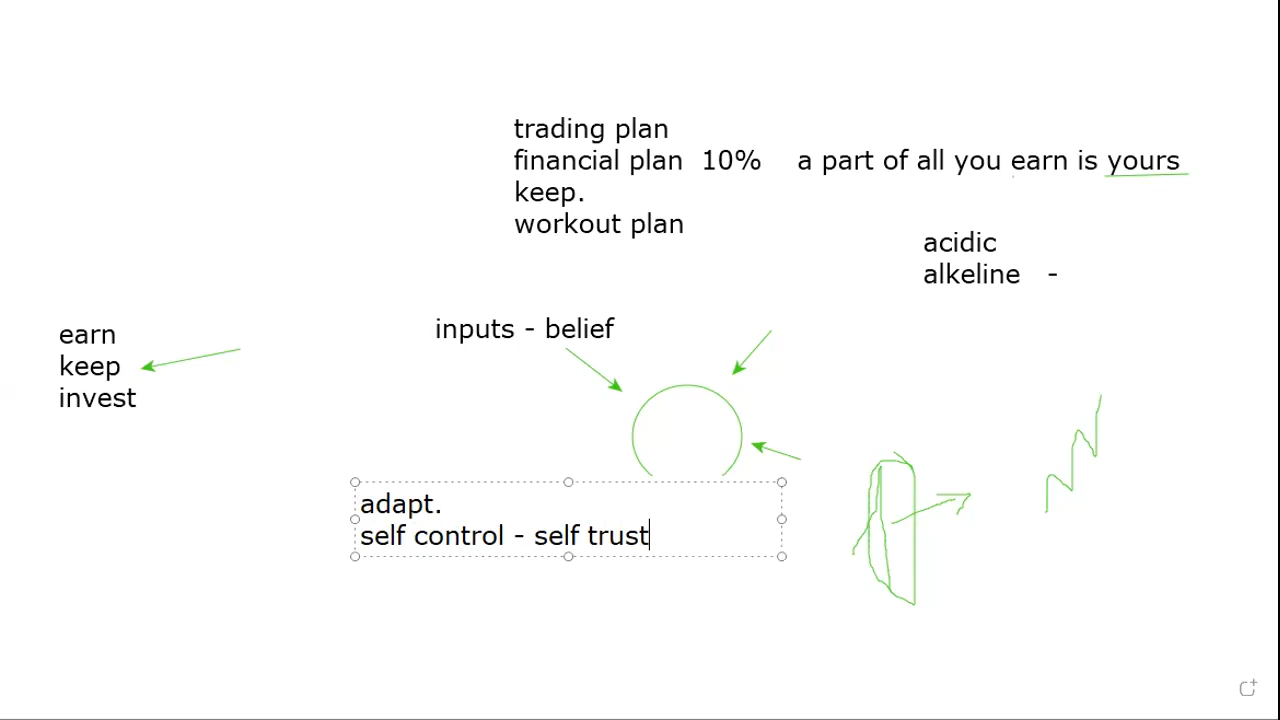 trading plan
financial plan 10% a part of all you earn is yours
keep.
workout plan
acidic
alkeline -
earn
keep
invest
inputs - belief
adapt.
self control - self trust